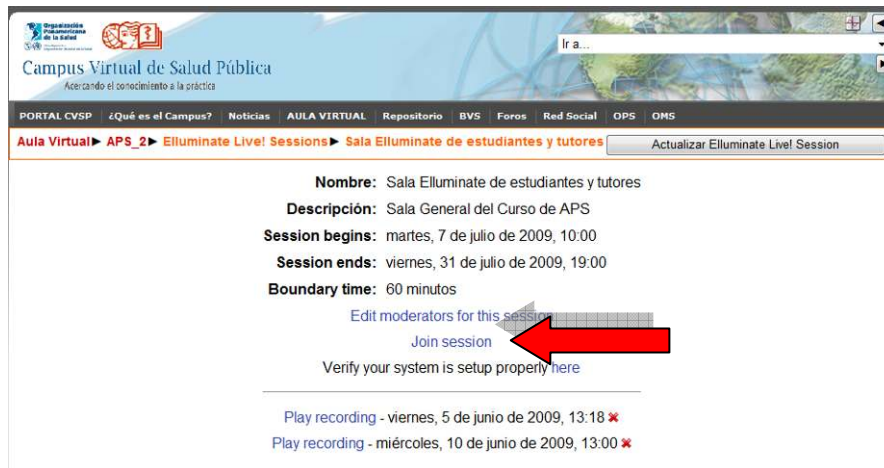 Organización
Panamericana
de la Salud
Ir a...
Campus Virtual de Salud Pública
Acercando el conocimiento a la práctica
PORTAL CVSP ¿Qué es el Campus? Noticias AULA VIRTUAL Repositorio BVS Foros Red Social OPS OMS
Aula Virtual► APS_2► Elluminate Live! Sessions► Sala Elluminate de estudiantes y tutores Actualizar Elluminate Live! Session
Nombre: Sala Elluminate de estudiantes y tutores
Descripción: Sala General del Curso de APS
Session begins: martes, 7 de julio de 2009, 10:00
Session ends: viernes, 31 de julio de 2009, 19:00
Boundary time: 60 minutos
Edit moderators for this session
Join session
Verify your system is setup properly here
Play recording - viernes, 5 de junio de 2009, 13:18
Play recording - miércoles, 10 de junio de 2009, 13:00